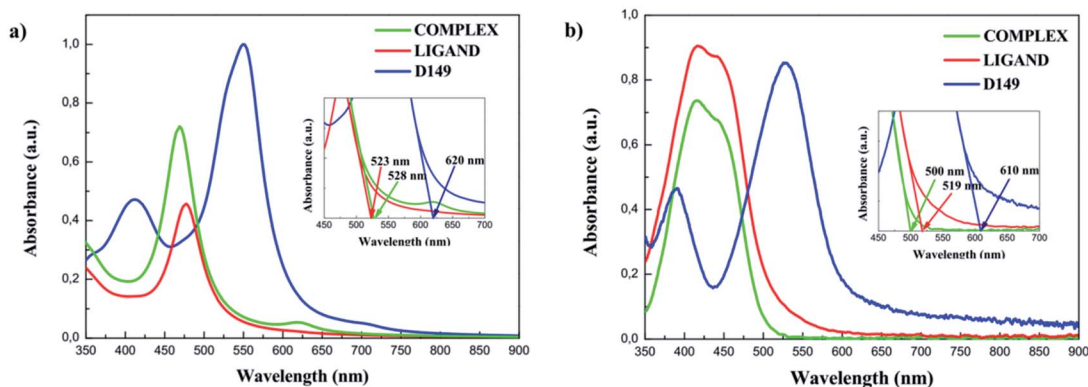 a)
1,0
0,8
0,6
0,4
0,2
0,0
Absorbance (a.u.)
350 400 450 500 550 600 650 700 750 800 850 900
Wavelength (nm)
COMPLEX
LIGAND
D149
Absorbance (a.u.)
523 nm
528 nm
620 nm
450 500 550 600 650 700
Wavelength (nm)
b)
1,0
0,8
0,6
0,4
0,2
0,0
Absorbance (a.u.)
350 400 450 500 550 600 650 700 750 800 850 900
Wavelength (nm)
COMPLEX
LIGAND
D149
Absorbance (a.u.)
500 nm
519 nm
610 nm
450 500 550 600 650 700
Wavelength (nm)